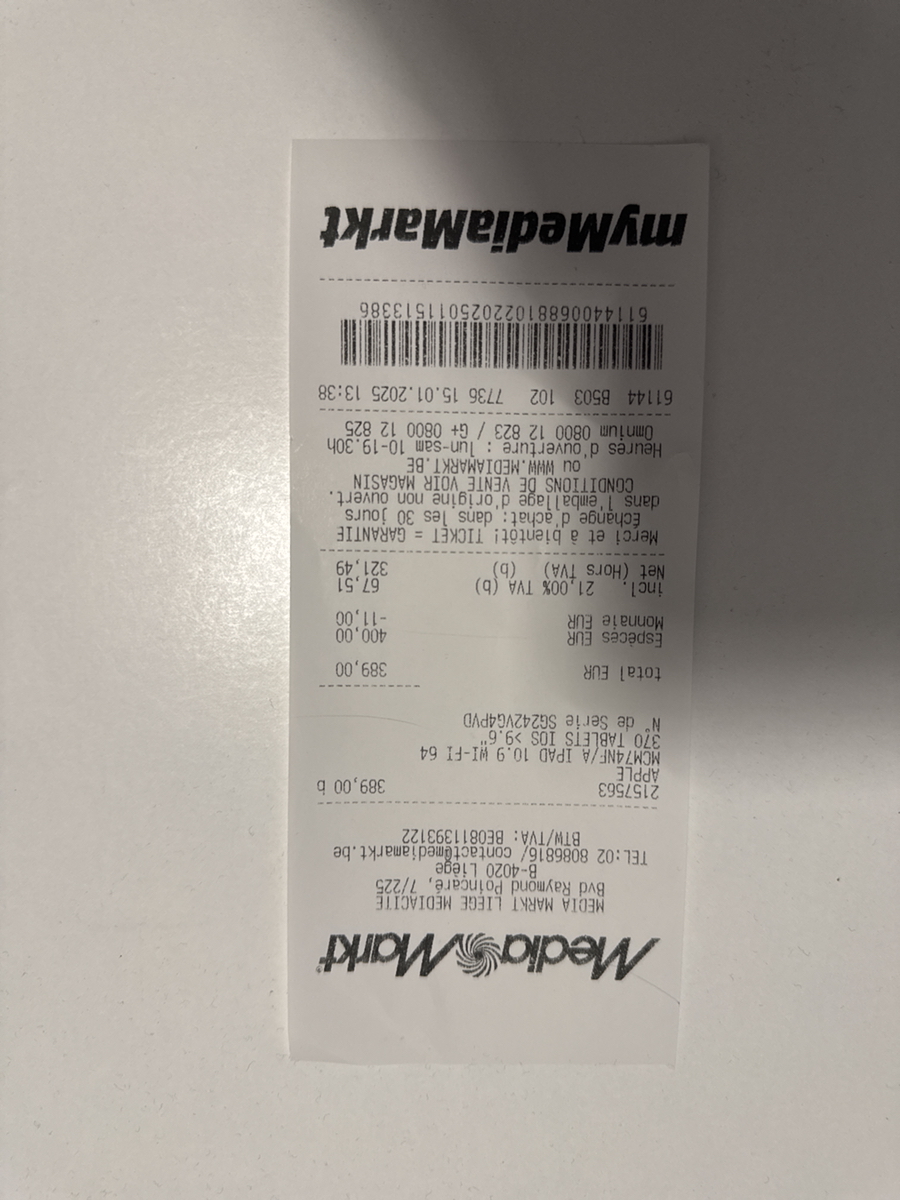 MediaMarkt
MEDIA MARKT LIEGE MEDIACITE
Bvd Raymond Poincaré, 7/225
B-4020 Liège
TEL:02 8086816/ contact@mediamarkt.be
BTW/TVA: BE0811393122
2157563 389,00 b
APPLE
MCM74NF/A IPAD 10.9 WI-FI 64
370 TABLETS IOS >9.6"
N° de Serie SG242VG4PVD
total EUR 389,00
Espèces EUR 400,00
Monnaie EUR -11,00
incl. 21,00% TVA (b) 67,51
Net (Hors TVA) (b) 321,49
Merci et à bientôt! TICKET = GARANTIE
Échange d'achat: dans les 30 jours
dans l'emballage d'origine non ouvert.
CONDITIONS DE VENTE VOIR MAGASIN
ou WWW.MEDIAMARKT.BE
Heures d'ouverture : lun-sam 10-19.30h
Omnium 0800 12 823 / G+ 0800 12 825
61144 B503 102 7736 15.01.2025 13:38
6114400688102202501151​3386
myMediaMarkt